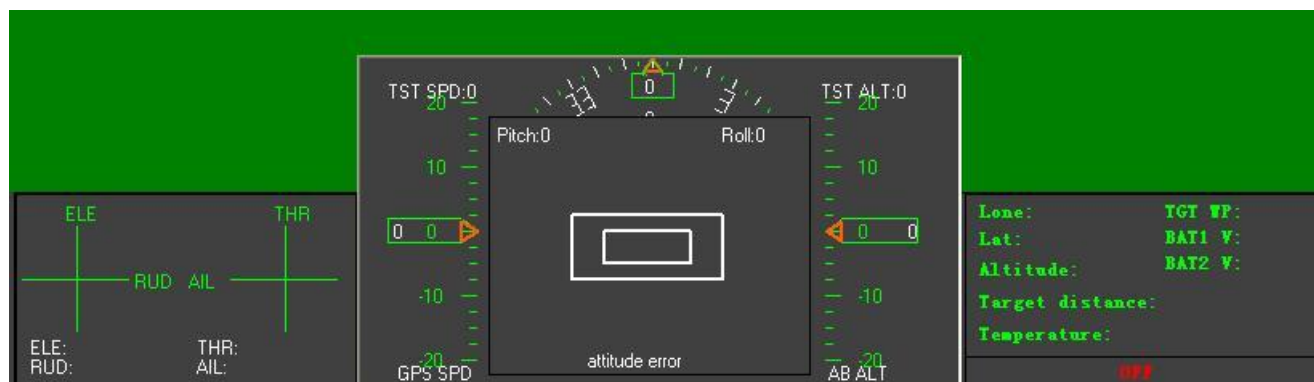 TST SPD:0
0
TST ALT:0
20
20
Pitch:0
Roll:0
10
10
ELE
THR
0 0
0 0
RUD AIL
-10
-10
ELE:
THR:
RUD:
AIL:
-20
-20
GPS SPD
attitude error
AB ALT
Lone:
TGT WP:
Lat:
BAT1 V:
Altitude:
BAT2 V:
Target distance:
Temperature:
OFF